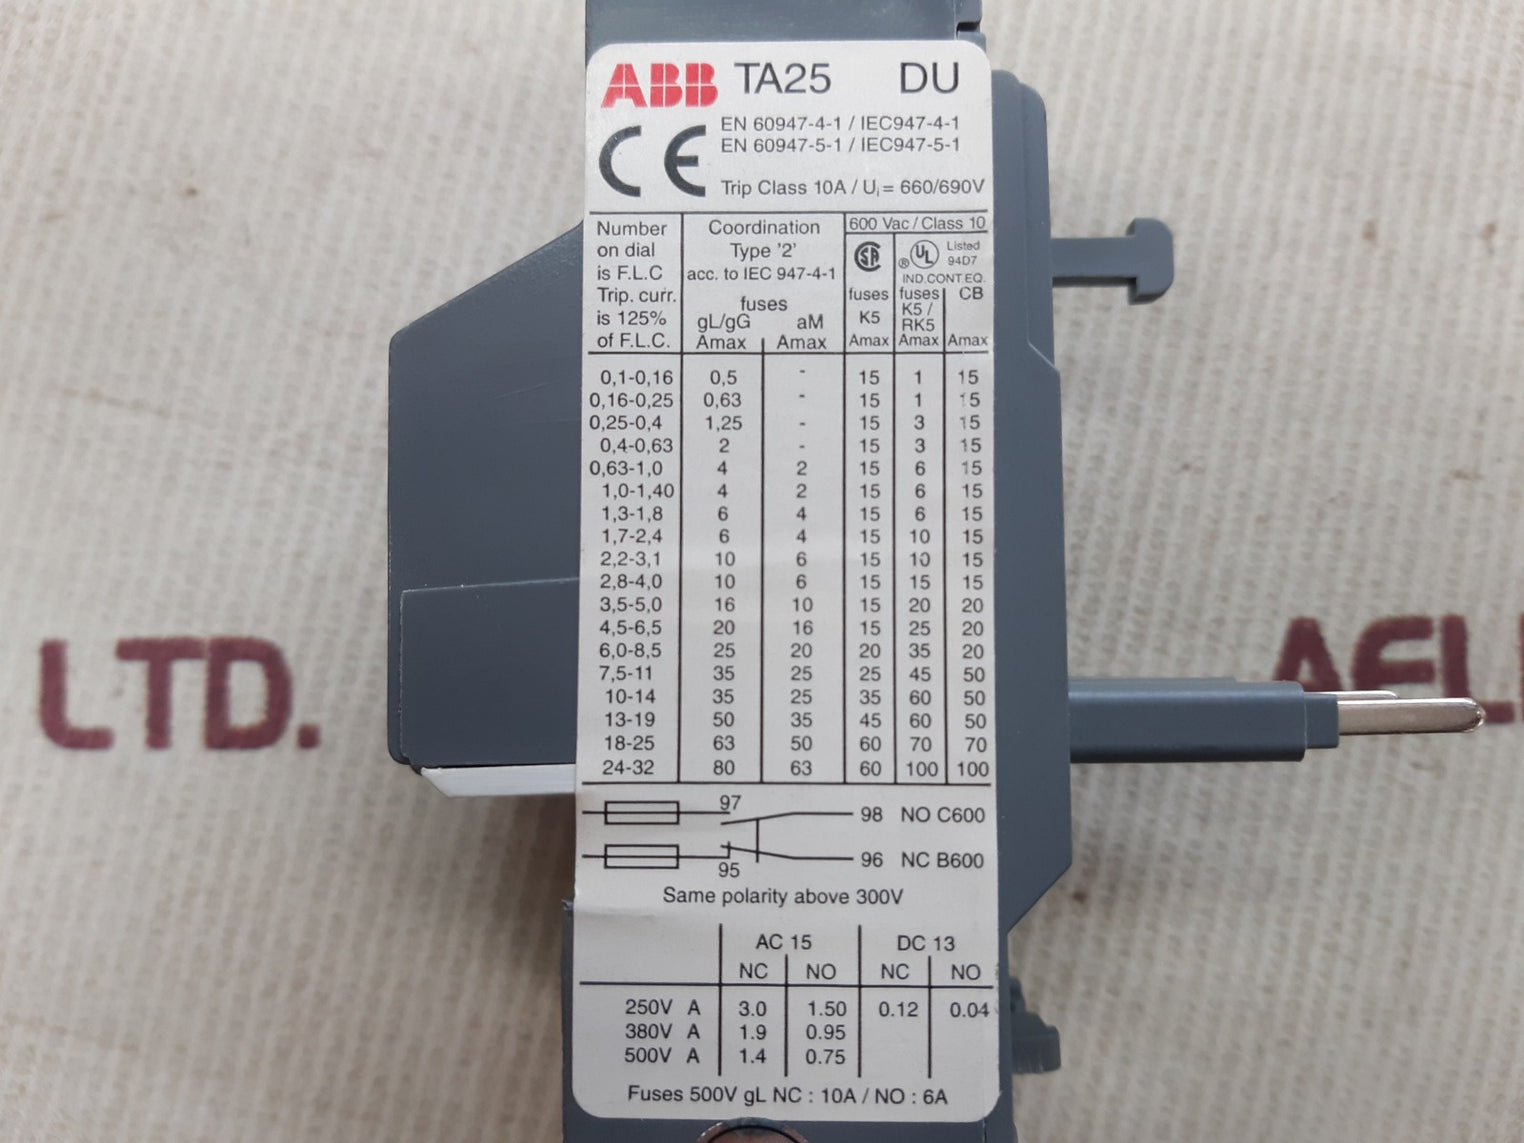 ABB TA25 DU
CE
EN 60947-4-1 / IEC947-4-1
EN 60947-5-1 / IEC947-5-1
Trip Class 10A / Ui = 660/690V
Number on dial is F.L.C Trip. curr. is 125% of F.L.C.
Coordination Type '2' acc. to IEC 947-4-1
fuses
gL/gG Amax
aM Amax
600 Vac / Class 10
SA
fuses K5 Amax
® UL Listed 94D7
IND.CONT.EQ.
fuses K5 / RK5 Amax
CB Amax
0,1-0,16 0,5 - 15 1 15
0,16-0,25 0,63 - 15 1 15
0,25-0,4 1,25 - 15 3 15
0,4-0,63 2 - 15 3 15
0,63-1,0 4 2 15 6 15
1,0-1,40 4 2 15 6 15
1,3-1,8 6 4 15 6 15
1,7-2,4 6 4 15 10 15
2,2-3,1 10 6 15 10 15
2,8-4,0 10 6 15 15 15
3,5-5,0 16 10 15 20 20
4,5-6,5 20 16 15 25 20
6,0-8,5 25 20 20 35 20
7,5-11 35 25 25 45 50
10-14 35 25 35 60 50
13-19 50 35 45 60 50
18-25 63 50 60 70 70
24-32 80 63 60 100 100
97 98 NO C600
95 96 NC B600
Same polarity above 300V
AC 15 DC 13
NC NO NC NO
250V A 3.0 1.50 0.12 0.04
380V A 1.9 0.95
500V A 1.4 0.75
Fuses 500V gL NC : 10A / NO : 6A
LTD.
AELI